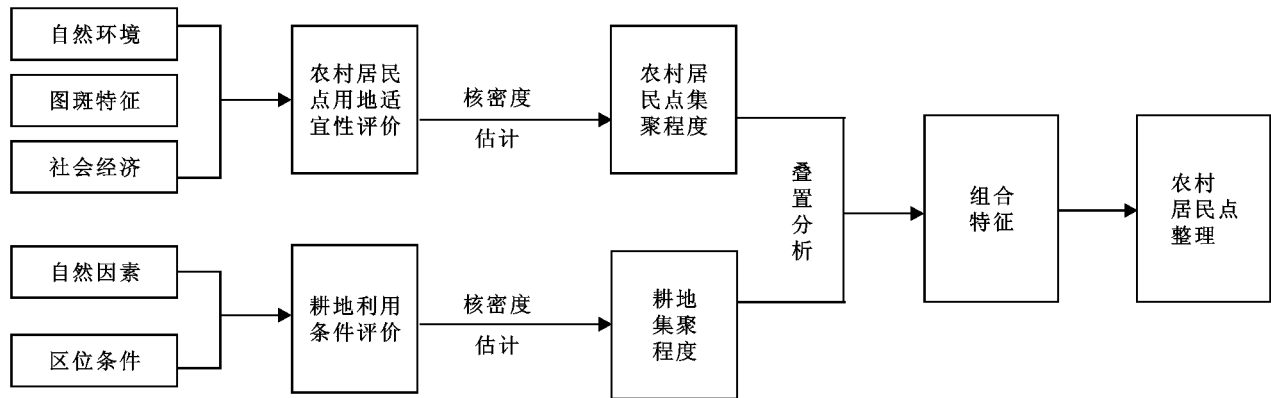 自然环境
图斑特征
社会经济
农村居民
点用地适
宜性评价
核密度
估计
农村居
民点集
聚程度
自然因素
区位条件
耕地利用
条件评价
核密度
估计
耕地
集聚
程度
叠置分析
组合
特征
农村
居民点
整理